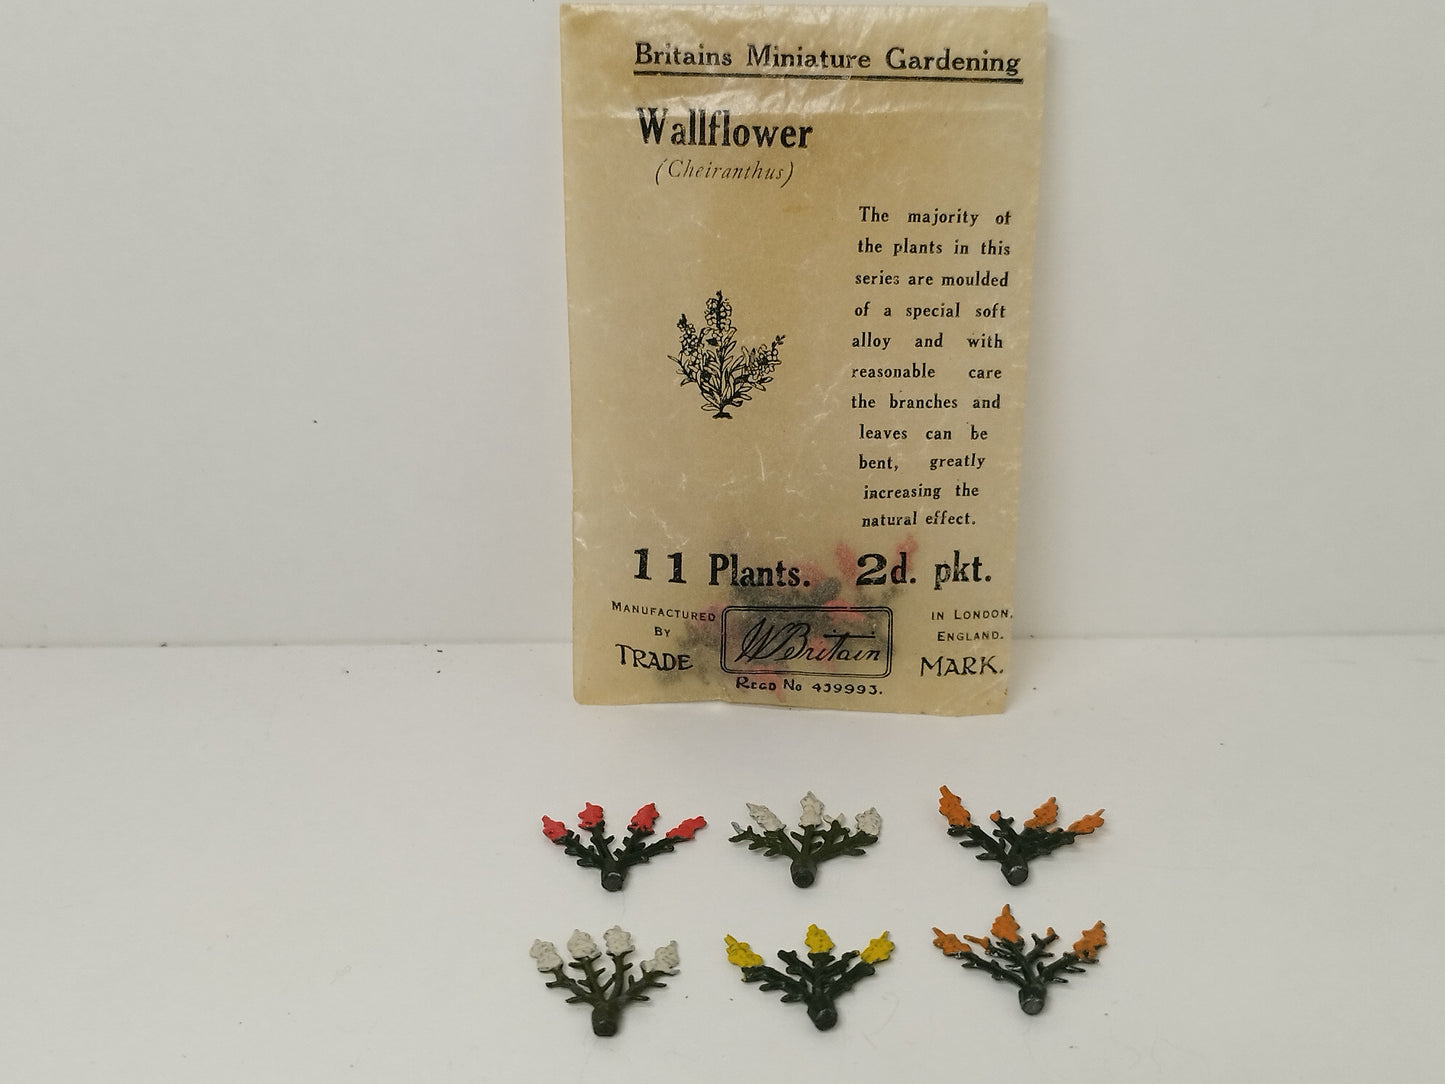 Britains Miniature Gardening
Wallflower
(Cheiranthus)
The majority of
the plants in this
series are moulded
of a special soft
alloy and with
reasonable care
the branches and
leaves can be
bent, greatly
increasing the
natural effect.
11 Plants. 2d. pkt.
MANUFACTURED
BY
TRADE
W Britain
REGD No 459993.
IN LONDON,
ENGLAND.
MARK.